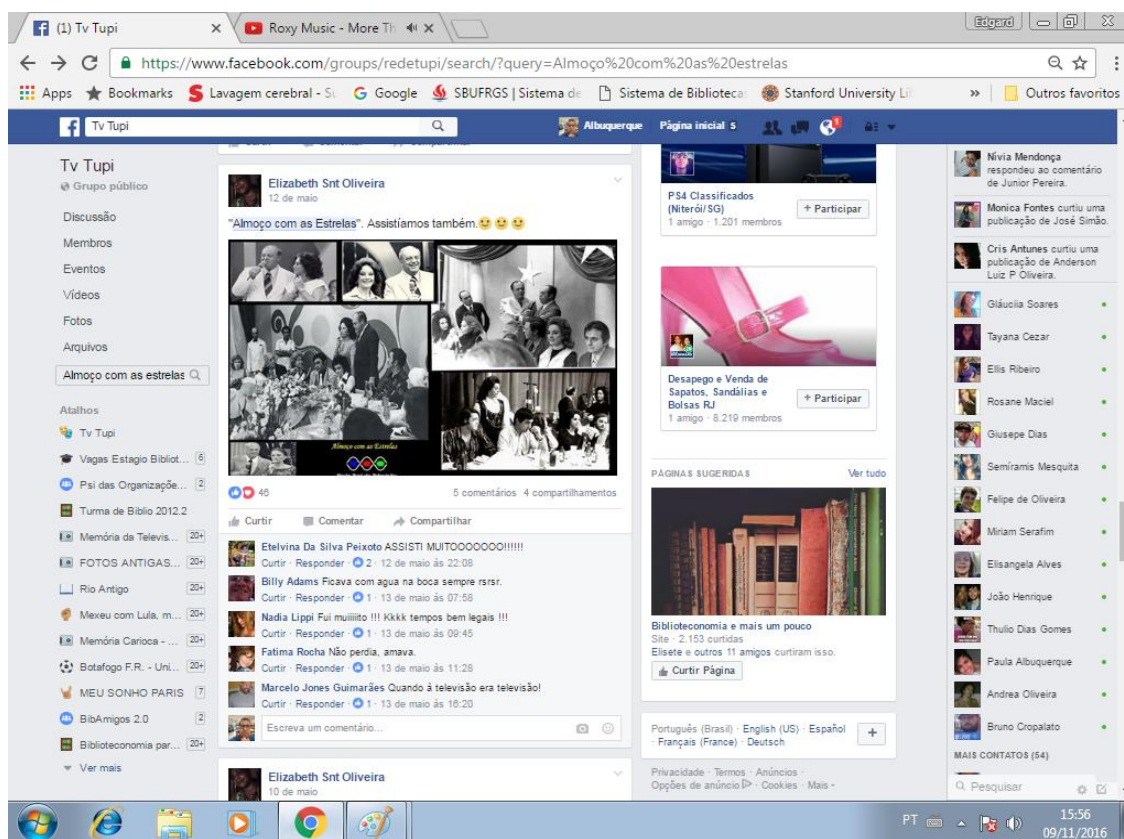 (1) Tv Tupi
Roxy Music - More Th
Edgard
https://www.facebook.com/groups/redetupi/search/?query=Almoço%20com%20as%20estrelas
Apps Bookmarks Lavagem cerebral - Google SBUFRGS | Sistema de Sistema de Biblioteca Stanford University Li » Outros favoritos
Tv Tupi
Albuquerque Página inicial 5
1
Tv Tupi
Grupo público
Discussão
Membros
Eventos
Vídeos
Fotos
Arquivos
Almoço com as estrelas
Atalhos
Tv Tupi
Vagas Estagio Bibliot... 6
Psi das Organizaçõe... 2
Turma de Biblio 2012.2
Memória da Televis... 20+
FOTOS ANTIGAS... 20+
Rio Antigo 20+
Mexeu com Lula, m... 20+
Memória Carioca - ... 20+
Botafogo F.R. - Uni... 20+
MEU SONHO PARIS 7
BibAmigos 2.0 2
Biblioteconomia par... 20+
Ver mais
Curtir Comentar Compartilhar
Elizabeth Snt Oliveira
12 de maio
"Almoço com as Estrelas". Assistíamos também.
Almoço com as Estrelas
46
5 comentários 4 compartilhamentos
Curtir Comentar Compartilhar
Etelvina Da Silva Peixoto ASSISTI MUITOOOOOOO!!!!!!
Curtir · Responder · 2 · 12 de maio às 22:08
Billy Adams Ficava com agua na boca sempre rsrsr.
Curtir · Responder · 1 · 13 de maio às 07:58
Nadia Lippi Fui muiiiito !!! Kkkk tempos bem legais !!!
Curtir · Responder · 1 · 13 de maio às 09:45
Fatima Rocha Não perdia, amava.
Curtir · Responder · 1 · 13 de maio às 11:28
Marcelo Jones Guimarães Quando á televisão era televisão!
Curtir · Responder · 1 · 13 de maio às 16:20
Escreva um comentário...
Elizabeth Snt Oliveira
10 de maio
PS4 Classificados
(Niterói/SG)
1 amigo · 1.201 membros
+ Participar
Desapego e Venda de
Sapatos, Sandálias e
Bolsas RJ
1 amigo · 8.219 membros
+ Participar
PÁGINAS SUGERIDAS
Ver tudo
Biblioteconomia e mais um pouco
Site · 2.153 curtidas
Elisete e outros 11 amigos curtiram isso.
Curtir Página
Português (Brasil) · English (US) · Español
· Français (France) · Deutsch
+
Privacidade · Termos · Anúncios ·
Opções de anúncio · Cookies · Mais
Nívia Mendonça
respondeu ao comentário
de Junior Pereira.
Monica Fontes curtiu uma
publicação de José Simão.
Cris Antunes curtiu uma
publicação de Anderson
Luiz P Oliveira.
Gláuciia Soares
Tayana Cezar
Ellis Ribeiro
Rosane Maciel
Giusepe Dias
Semíramis Mesquita
Felipe de Oliveira
Miriam Serafim
Elisangela Alves
João Henrique
Thulio Dias Gomes
Paula Albuquerque
Andrea Oliveira
Bruno Cropalato
MAIS CONTATOS (54)
Pesquisar
PT
15:56
09/11/2016